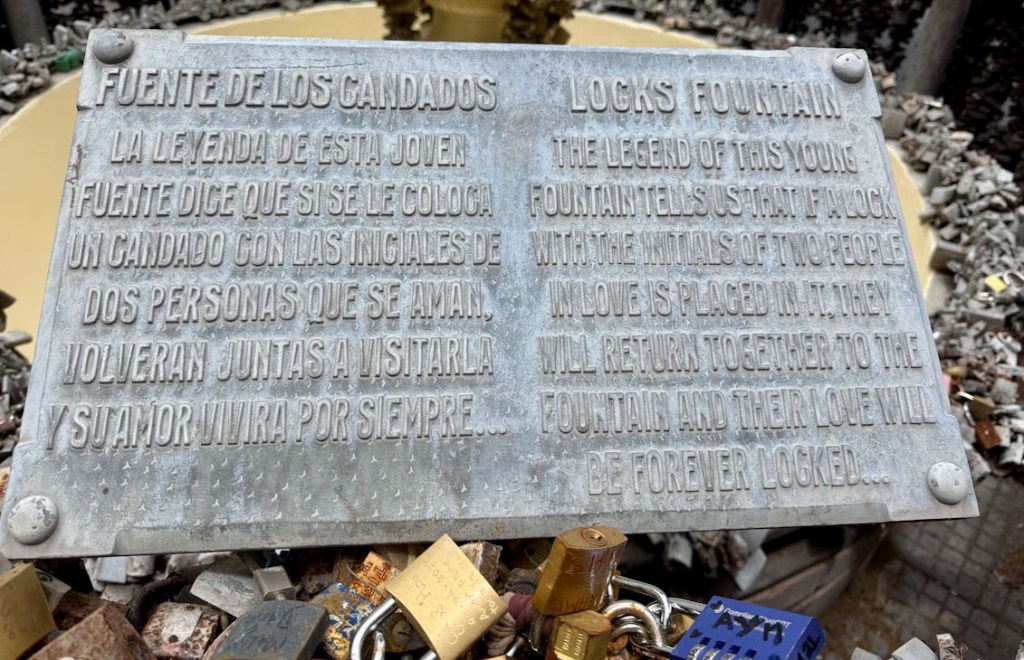 FUENTE DE LOS CANDADOS
LA LEYENDA DE ESTA JOVEN
FUENTE DICE QUE SI SE LE COLOCA
UN CANDADO CON LAS INICIALES DE
DOS PERSONAS QUE SE AMAN,
VOLVERAN JUNTAS A VISITARLA
Y SU AMOR VIVIRA POR SIEMPRE...
LOCKS FOUNTAIN
THE LEGEND OF THIS YOUNG
FOUNTAIN TELLS US THAT IF A LOCK
WITH THE INITIALS OF TWO PEOPLE
IN LOVE IS PLACED IN IT, THEY
WILL RETURN TOGETHER TO THE
FOUNTAIN AND THEIR LOVE WILL
BE FOREVER LOCKED...
AYM